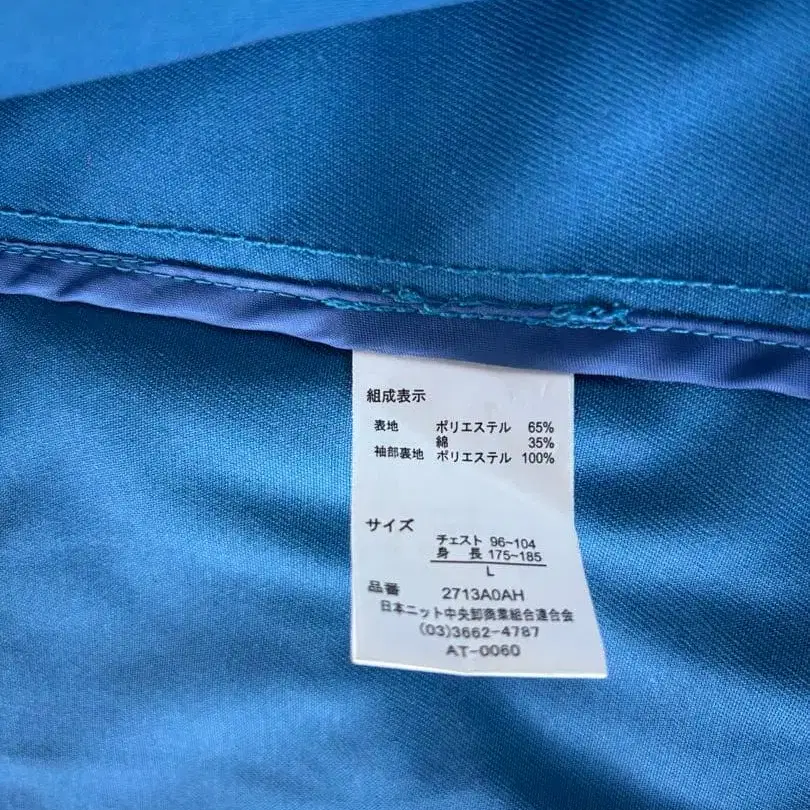 組成表示
表地 ポリエステル 65%
綿 35%
袖部裏地 ポリエステル 100%
サイズ
チェスト 96~104
身 長 175~185
L
品番 2713A0AH
日本ニット中央卸商業組合連合会
(03)3662-4787
AT-0060